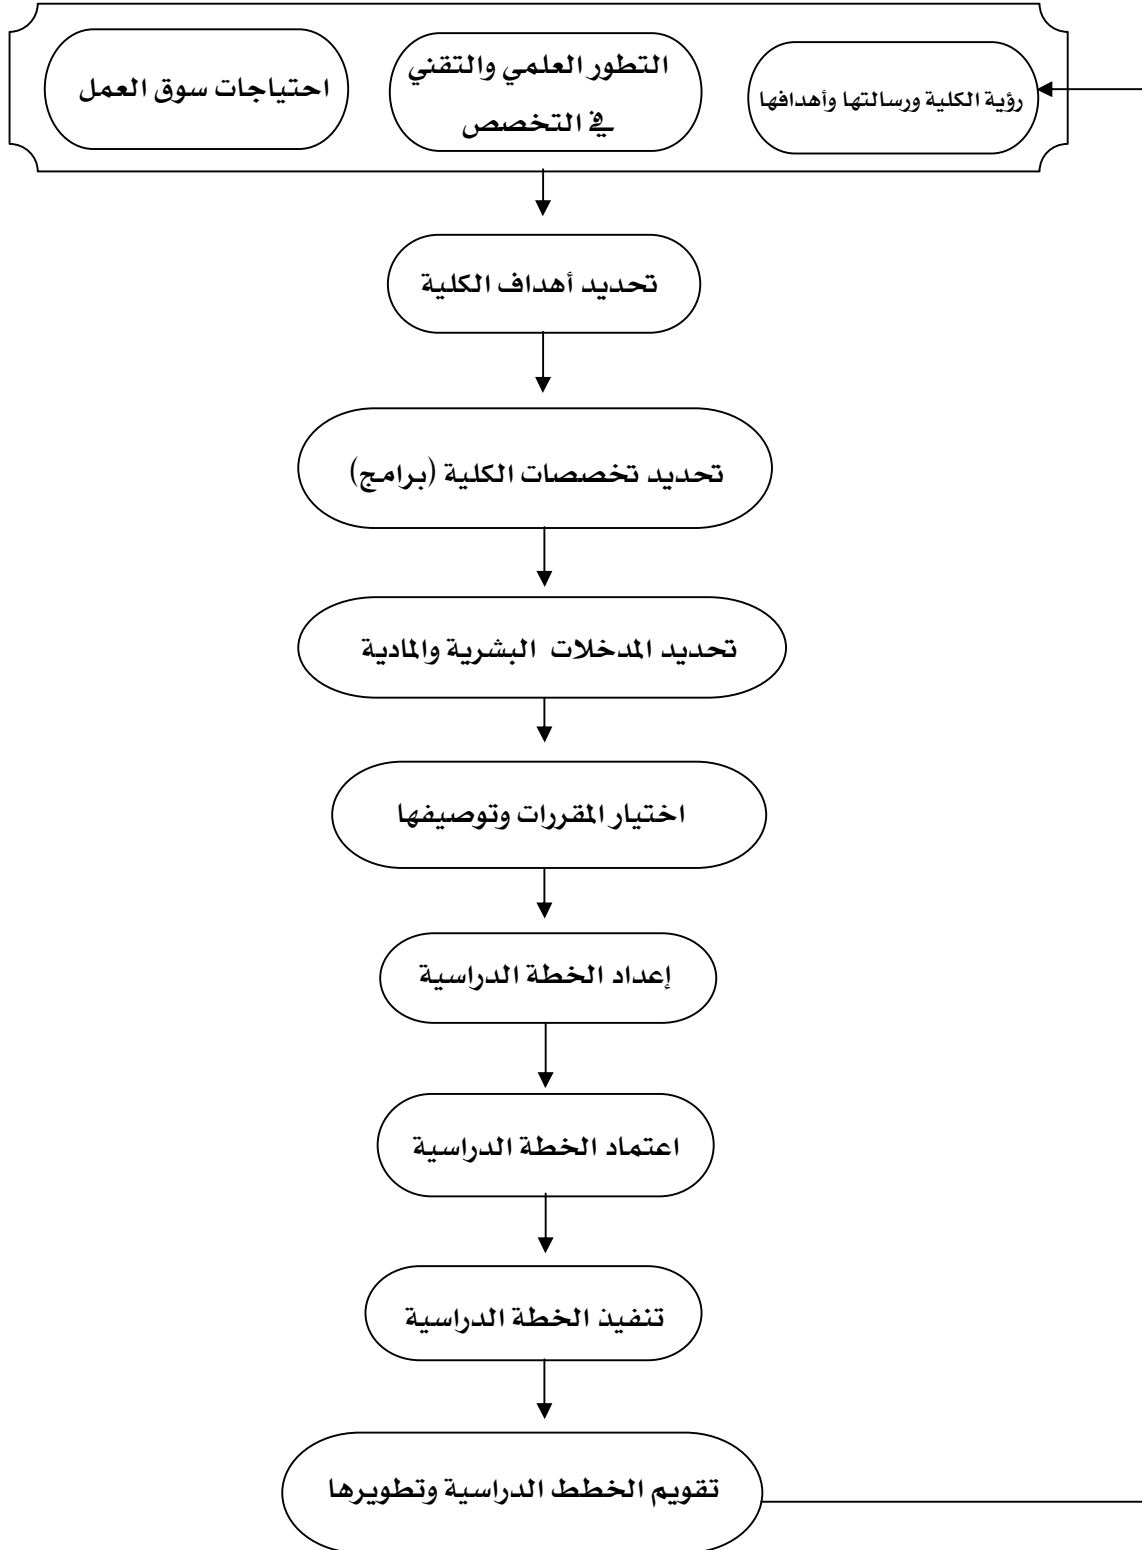 رؤية الكلية ورسالتها وأهدافها
التطور العلمي والتقني
في التخصص
احتياجات سوق العمل
تحديد أهداف الكلية
تحديد تخصصات الكلية (برامج)
تحديد المدخلات البشرية والمادية
اختيار المقررات وتوصيفها
إعداد الخطة الدراسية
اعتماد الخطة الدراسية
تنفيذ الخطة الدراسية
تقويم الخطط الدراسية وتطويرها